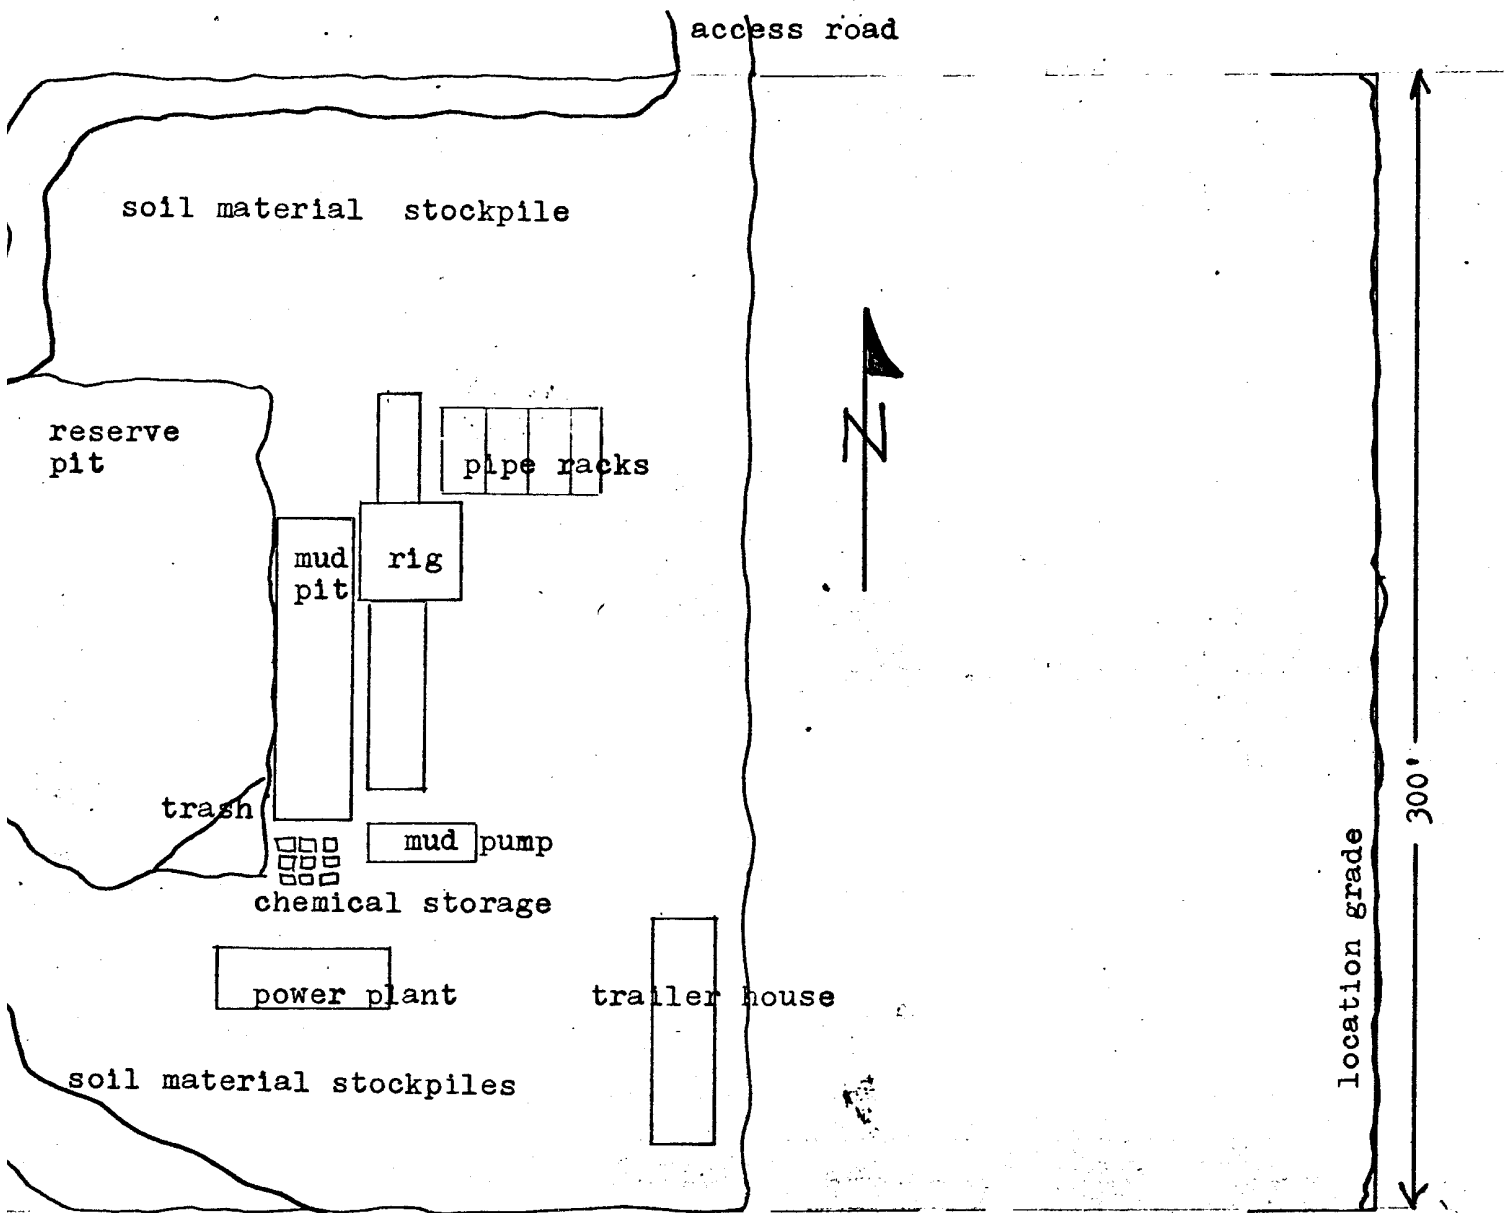 access road
soil material stockpile
reserve
pit
pipe racks
N
mud
pit
rig
trash
mud pump
chemical storage
power plant
trailer house
soil material stockpiles
location grade
300'